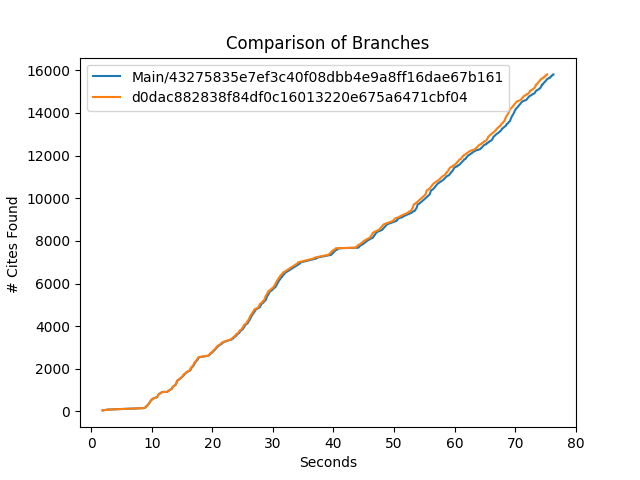 Comparison of Branches
Main/43275835e7ef3c40f08dbb4e9a8ff16dae67b161
d0dac882838f84df0c16013220e675a6471cbf04
# Cites Found
16000
14000
12000
10000
8000
6000
4000
2000
0
0 10 20 30 40 50 60 70 80
Seconds